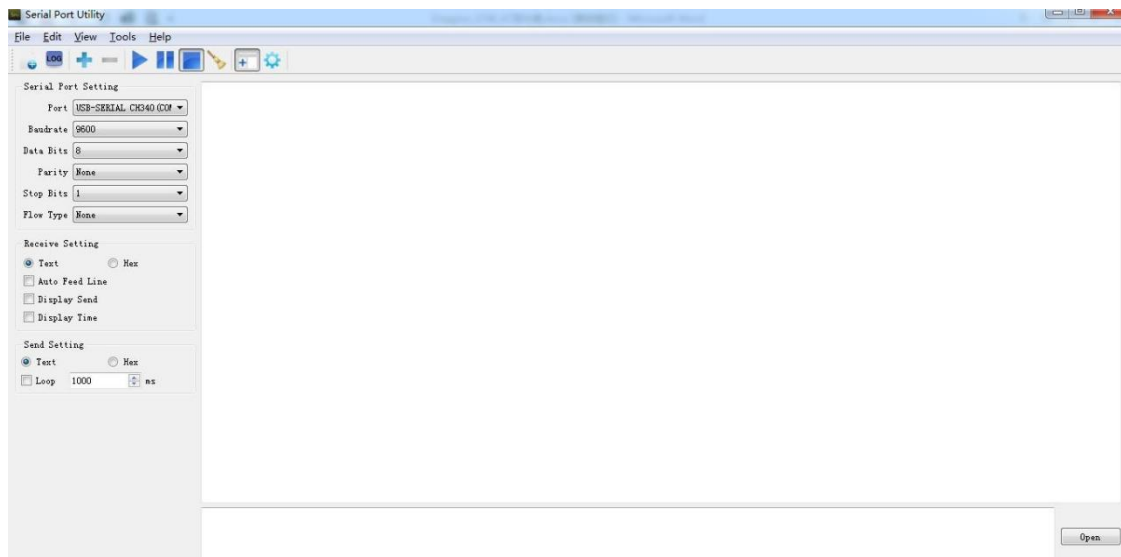 Serial Port Utility
File Edit View Tools Help
LOG
Serial Port Setting
Port USB-SERIAL CH340 (COM
Baudrate 9600
Data Bits 8
Parity None
Stop Bits 1
Flow Type None
Receive Setting
Text Hex
Auto Feed Line
Display Send
Display Time
Send Setting
Text Hex
Loop 1000 ms
Open